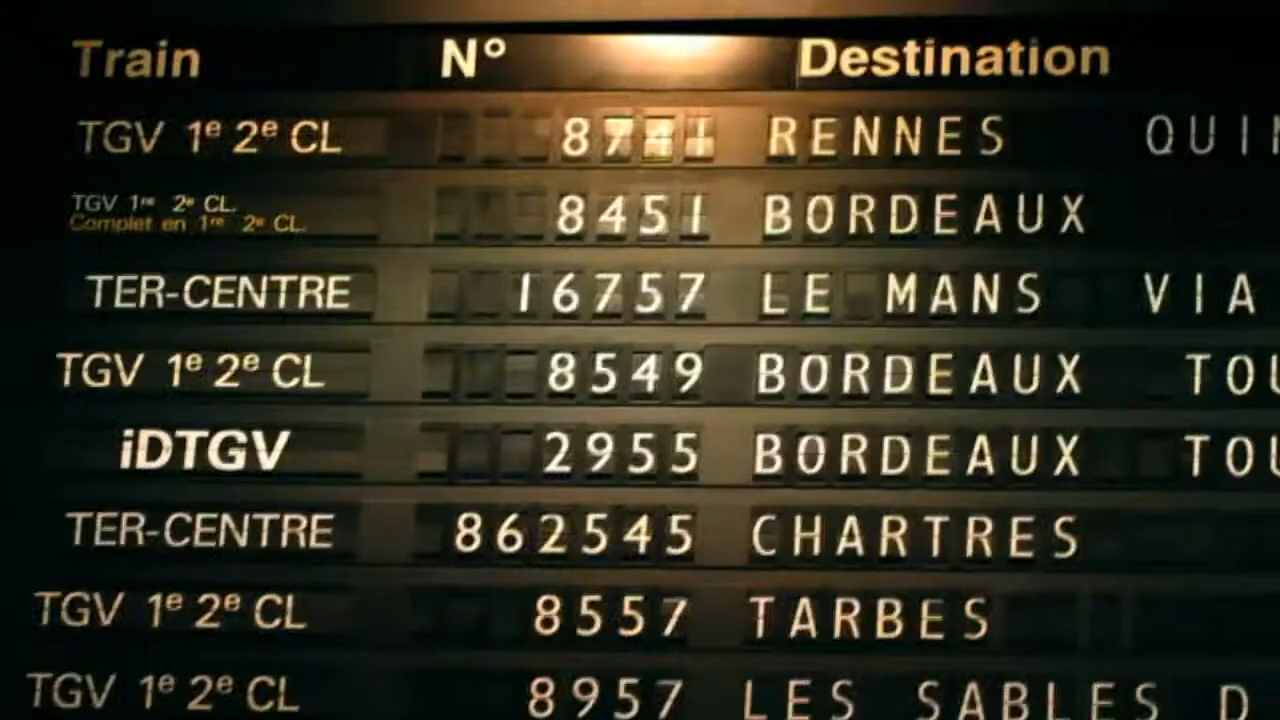 Train N° Destination
TGV 1e 2e CL 8741 RENNES QUI
TGV 1re 2e CL. 8451 BORDEAUX
Complet en 1re 2e CL.
TER-CENTRE 16757 LE MANS VIA
TGV 1e 2e CL 8549 BORDEAUX TOU
iDTGV 2955 BORDEAUX TOU
TER-CENTRE 862545 CHARTRES
TGV 1e 2e CL 8557 TARBES
TGV 1e 2e CL 8957 LES SABLES D